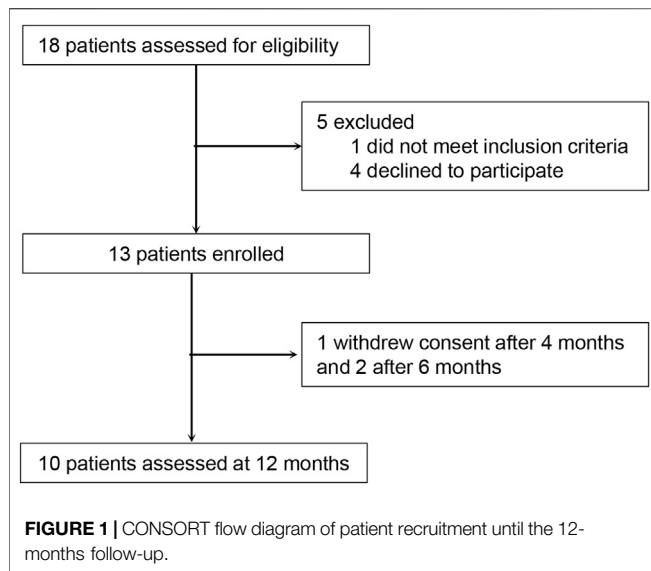 18 patients assessed for eligibility
5 excluded
1 did not meet inclusion criteria
4 declined to participate
13 patients enrolled
1 withdrew consent after 4 months
and 2 after 6 months
10 patients assessed at 12 months
FIGURE 1 | CONSORT flow diagram of patient recruitment until the 12-
months follow-up.